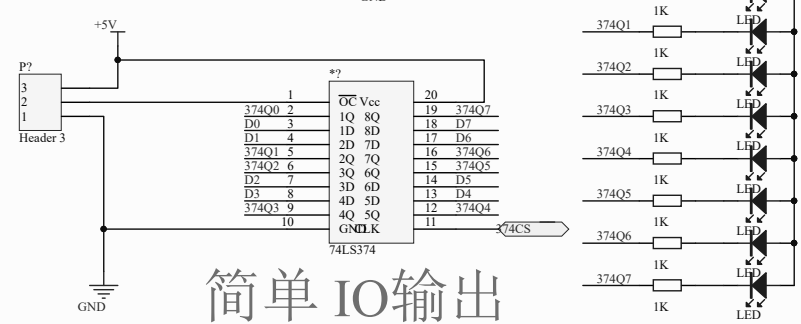 +5V
P?
3
2
1
Header 3
GND
*?
1 OC Vcc 20
374Q0 2 1Q 8Q 19 374Q7
D0 3 1D 8D 18 D7
D1 4 2D 7D 17 D6
374Q1 5 2Q 7Q 16 374Q6
374Q2 6 3Q 6Q 15 374Q5
D2 7 3D 6D 14 D5
D3 8 4D 5D 13 D4
374Q3 9 4Q 5Q 12 374Q4
10 GND CLK 11 374CS
74LS374
简单 IO输出
1K
374Q1 LED
1K
374Q2 LED
1K
374Q3 LED
1K
374Q4 LED
1K
374Q5 LED
1K
374Q6 LED
1K
374Q7 LED
1K
LED